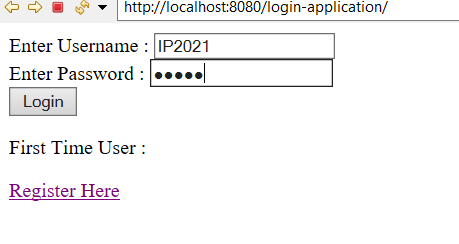 http://localhost:8080/login-application/
Enter Username : IP2021
Enter Password : •••••
Login
First Time User :
Register Here